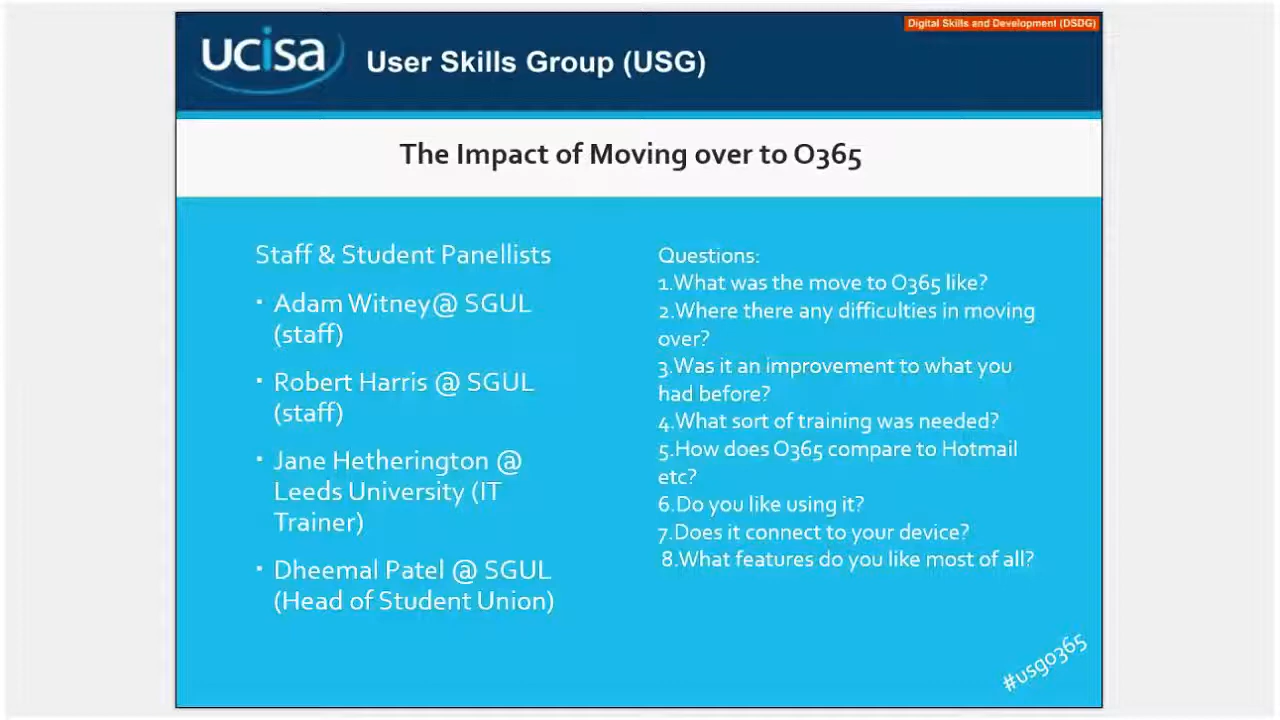 Digital Skills and Development (DSDG)
ucisa
User Skills Group (USG)
The Impact of Moving over to O365
Staff & Student Panellists
• Adam Witney@ SGUL
(staff)
• Robert Harris @ SGUL
(staff)
• Jane Hetherington @
Leeds University (IT
Trainer)
• Dheemal Patel @ SGUL
(Head of Student Union)
Questions:
1.What was the move to O365 like?
2.Where there any difficulties in moving
over?
3.Was it an improvement to what you
had before?
4.What sort of training was needed?
5.How does O365 compare to Hotmail
etc?
6.Do you like using it?
7.Does it connect to your device?
8.What features do you like most of all?
#usgo365